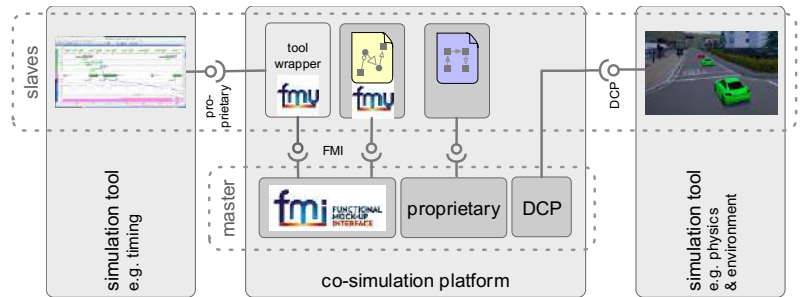 slaves
tool
wrapper
fmu
fmu
pro-
prietary
DCP
FMI
master
fmi
FUNCTIONAL
MOCK-UP
INTERFACE
proprietary
DCP
simulation tool
e.g. timing
co-simulation platform
simulation tool
e.g. physics
& environment